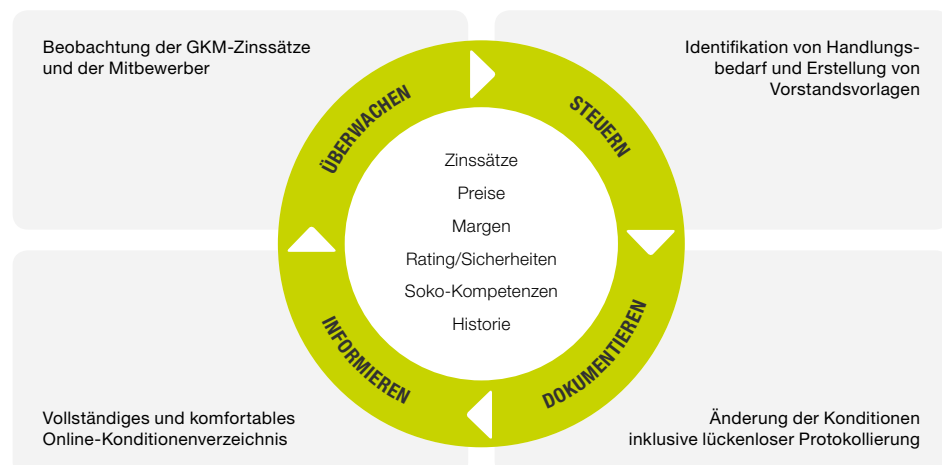 Beobachtung der GKM-Zinssätze
und der Mitbewerber
Identifikation von Handlungs-
bedarf und Erstellung von
Vorstandsvorlagen
ÜBERWACHEN
STEUERN
Zinssätze
Preise
Margen
Rating/Sicherheiten
Soko-Kompetenzen
Historie
INFORMIEREN
DOKUMENTIEREN
Vollständiges und komfortables
Online-Konditionenverzeichnis
Änderung der Konditionen
inklusive lückenloser Protokollierung